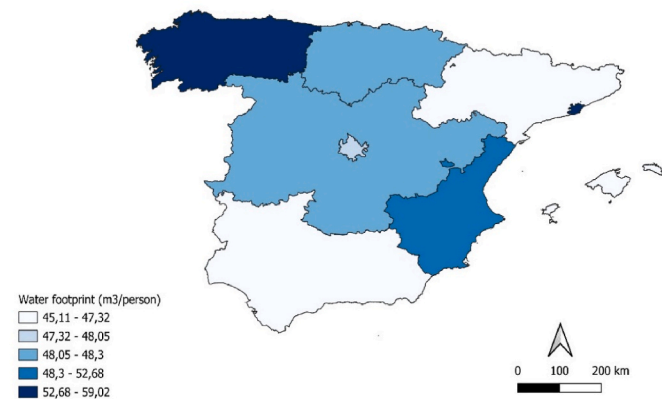 Water footprint (m3/person)
45,11 - 47,32
47,32 - 48,05
48,05 - 48,3
48,3 - 52,68
52,68 - 59,02
0 100 200 km